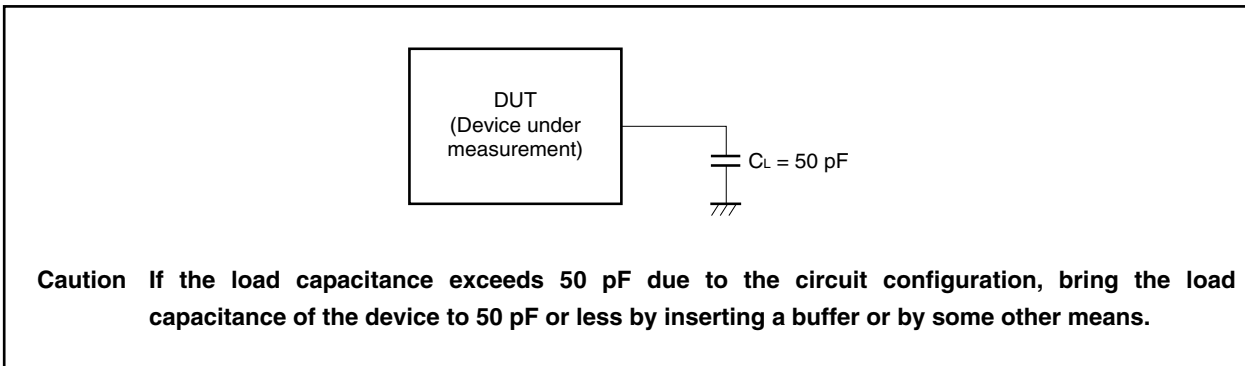 DUT
(Device under
measurement)
CL = 50 pF
Caution If the load capacitance exceeds 50 pF due to the circuit configuration, bring the load
capacitance of the device to 50 pF or less by inserting a buffer or by some other means.